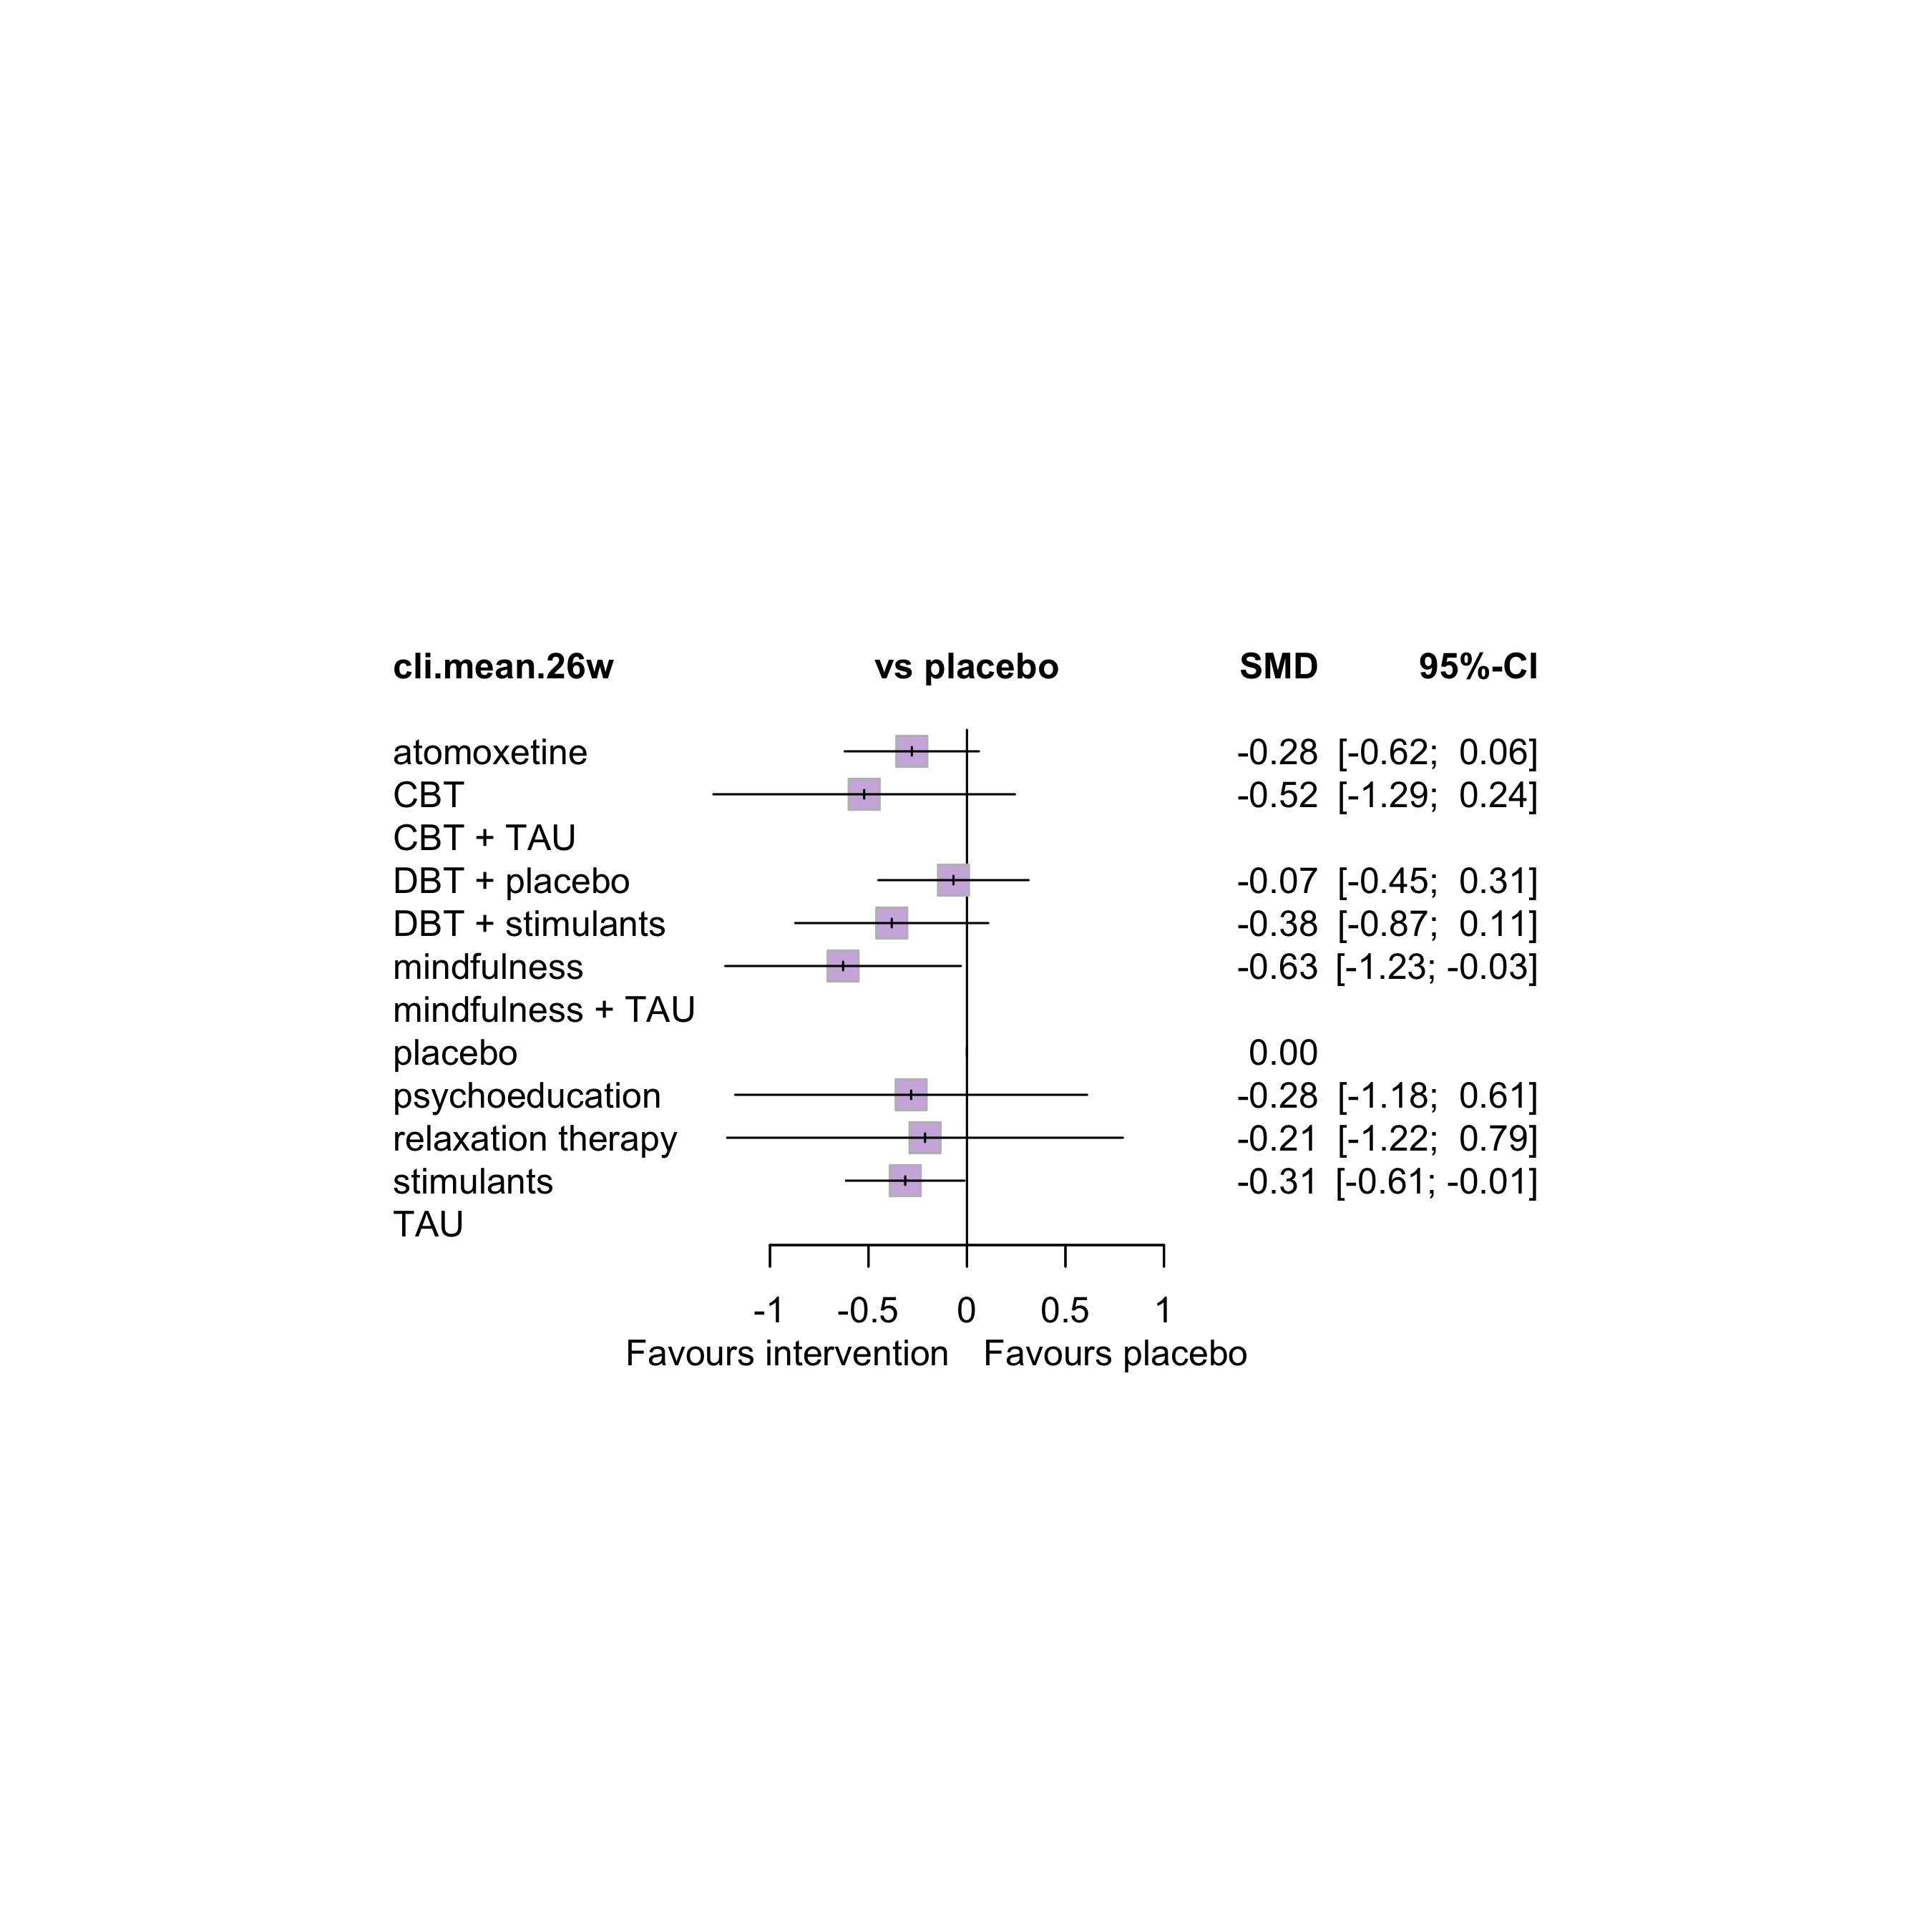 cli.mean.26w vs placebo SMD 95%-CI
atomoxetine -0.28 [-0.62; 0.06]
CBT -0.52 [-1.29; 0.24]
CBT + TAU
DBT + placebo -0.07 [-0.45; 0.31]
DBT + stimulants -0.38 [-0.87; 0.11]
mindfulness -0.63 [-1.23; -0.03]
mindfulness + TAU
placebo 0.00
psychoeducation -0.28 [-1.18; 0.61]
relaxation therapy -0.21 [-1.22; 0.79]
stimulants -0.31 [-0.61; -0.01]
TAU
-1 -0.5 0 0.5 1
Favours intervention Favours placebo